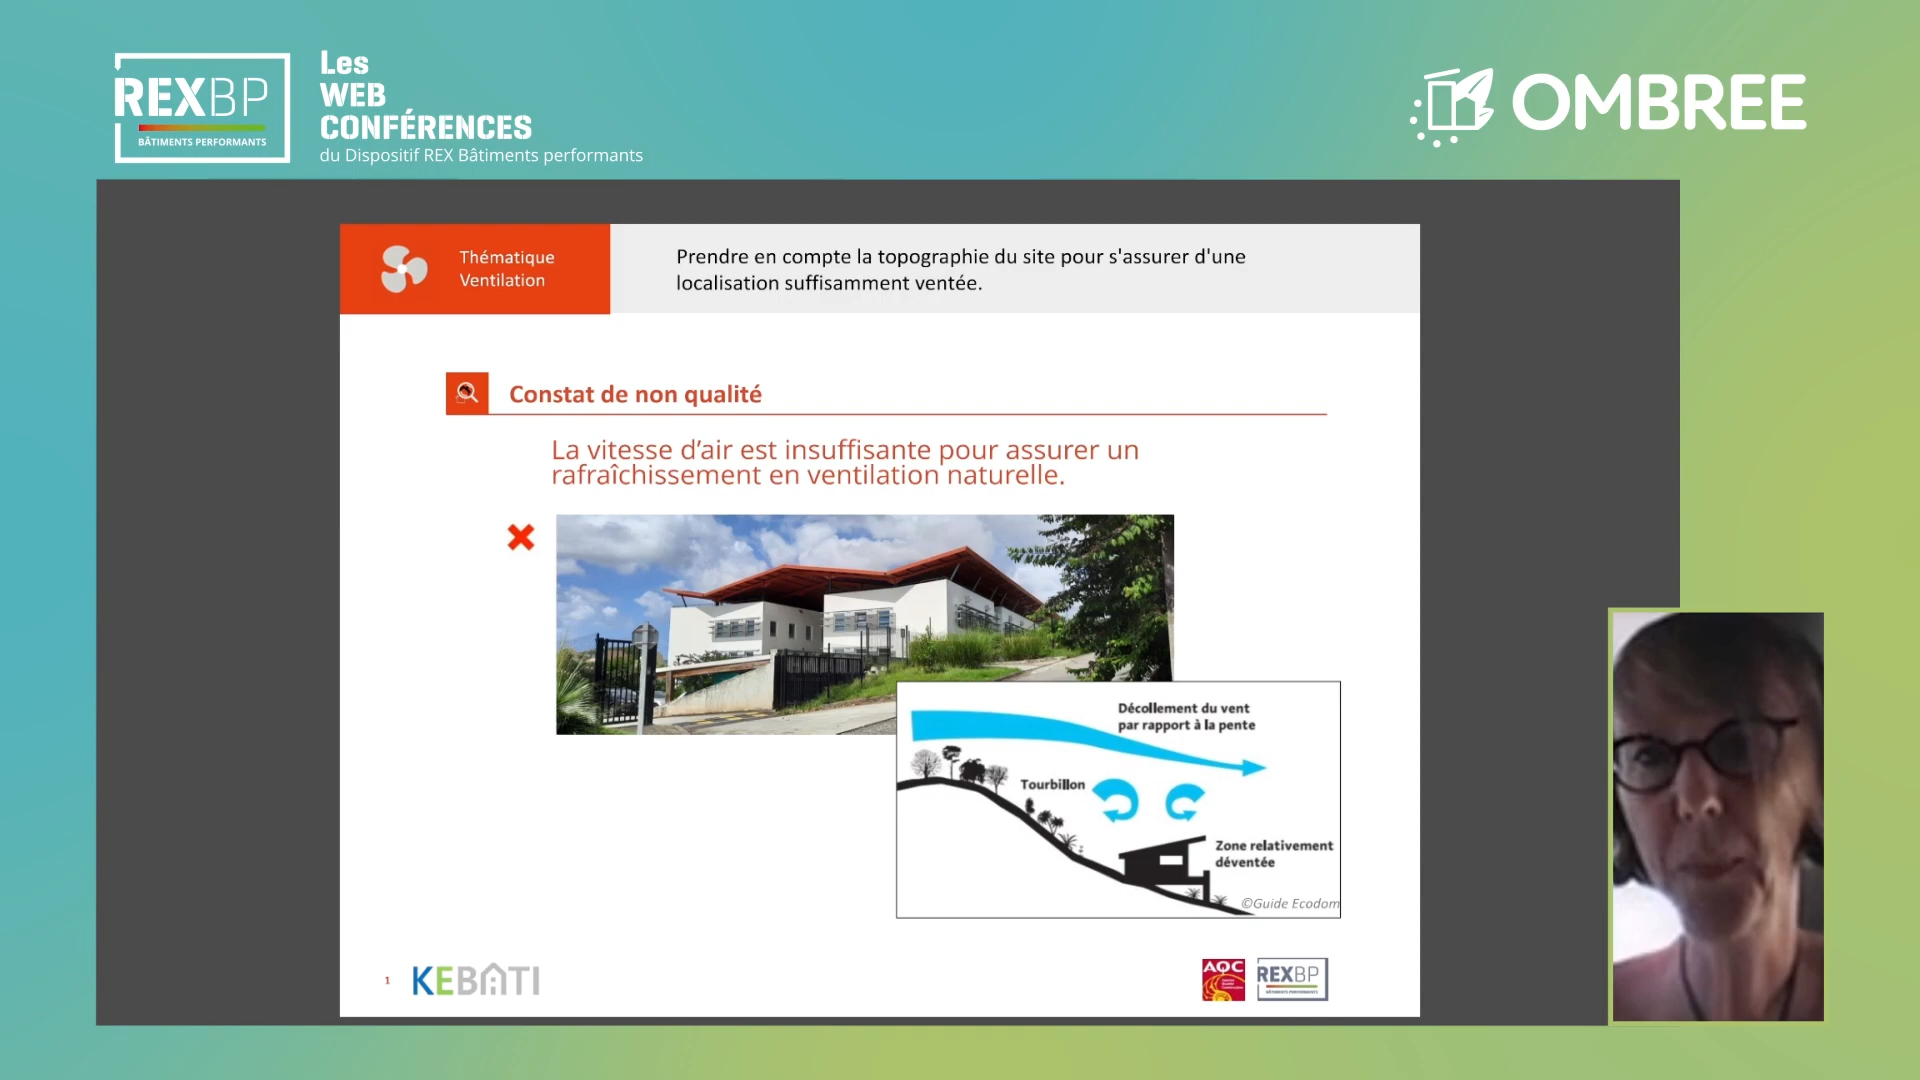 REXBP
BÂTIMENTS PERFORMANTS
Les
WEB
CONFÉRENCES
du Dispositif REX Bâtiments performants
OMBREE
Thématique
Ventilation
Prendre en compte la topographie du site pour s'assurer d'une
localisation suffisamment ventée.
Constat de non qualité
La vitesse d’air est insuffisante pour assurer un
rafraîchissement en ventilation naturelle.
Décollement du vent
par rapport à la pente
Tourbillon
Zone relativement
déventée
©Guide Ecodom
1
KEBATI
AQC
REXBP
BÂTIMENTS PERFORMANTS